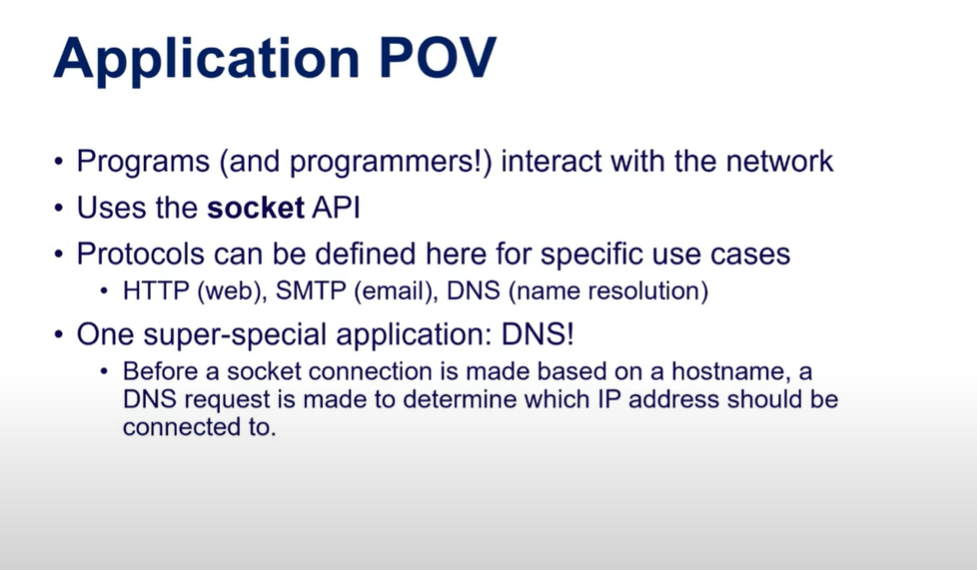 Application POV
• Programs (and programmers!) interact with the network
• Uses the socket API
• Protocols can be defined here for specific use cases
• HTTP (web), SMTP (email), DNS (name resolution)
• One super-special application: DNS!
• Before a socket connection is made based on a hostname, a
DNS request is made to determine which IP address should be
connected to.